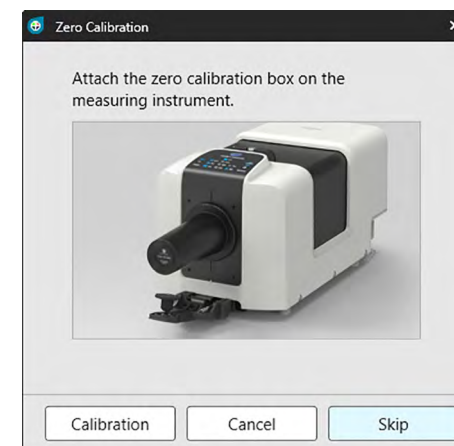 Zero Calibration
Attach the zero calibration box on the
measuring instrument.
Calibration
Cancel
Skip